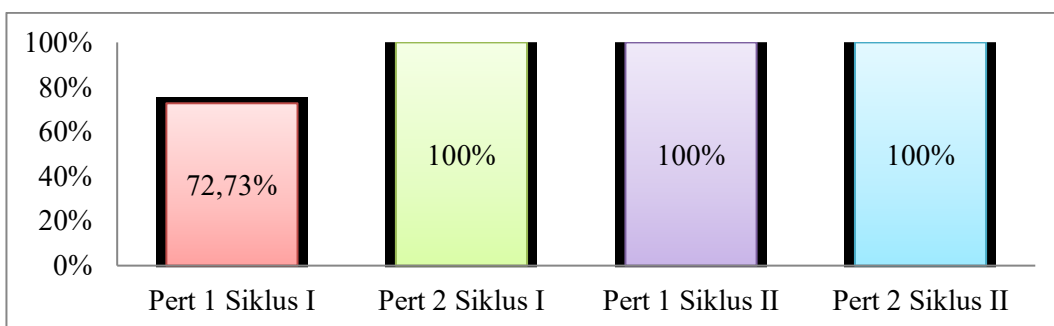 100%
80%
60%
40%
20%
0%
72,73%
100%
100%
100%
Pert 1 Siklus I
Pert 2 Siklus I
Pert 1 Siklus II
Pert 2 Siklus II